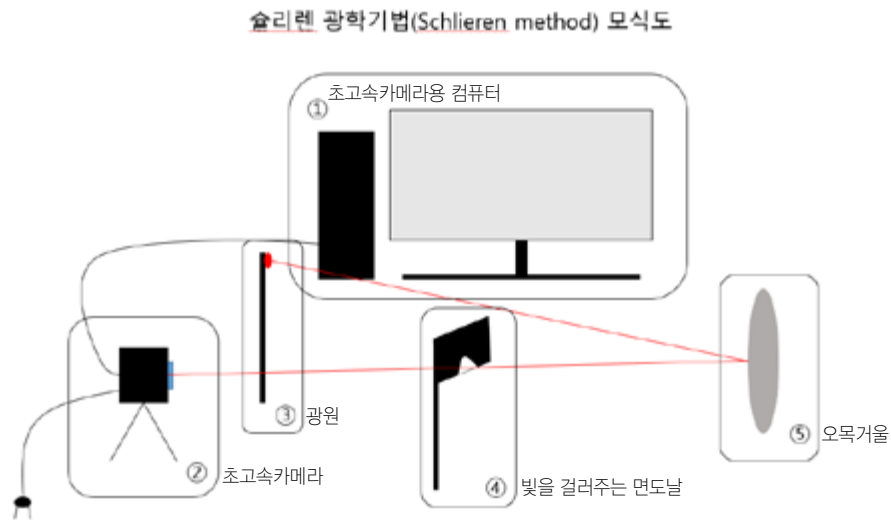 슐리렌 광학기법(Schlieren method) 모식도
① 초고속카메라용 컴퓨터
② 초고속카메라
③ 광원
④ 빛을 걸러주는 면도날
⑤ 오목거울